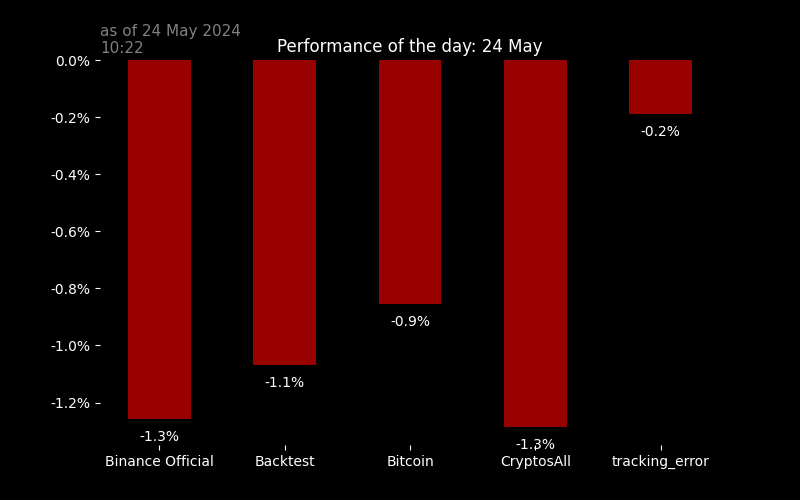 as of 24 May 2024
10:22
Performance of the day: 24 May
0.0%
-0.2%
-0.4%
-0.6%
-0.8%
-1.0%
-1.2%
-1.3%
-1.1%
-0.9%
-1.3%
-0.2%
Binance Official
Backtest
Bitcoin
CryptosAll
tracking_error